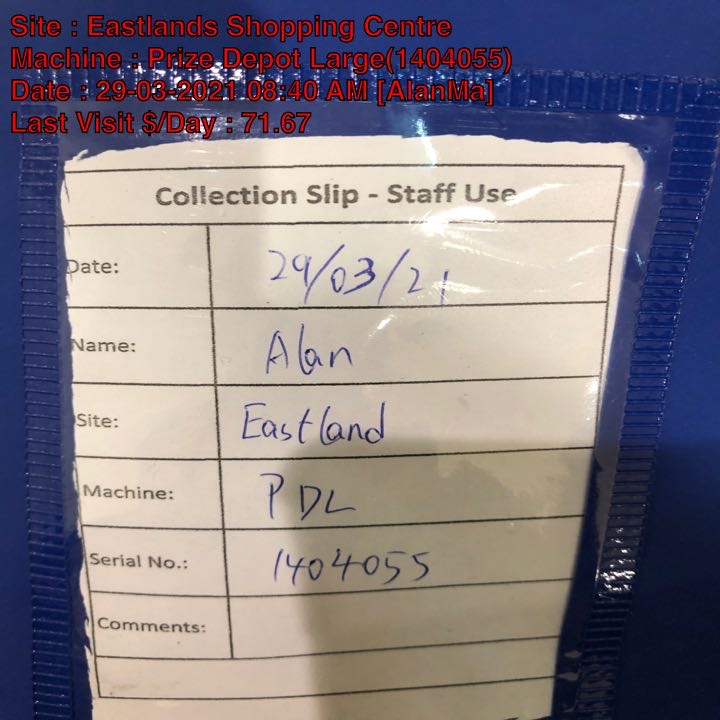 Site : Eastlands Shopping Centre
Machine : Prize Depot Large(1404055)
Date : 29-03-2021 08:40 AM [AlanMa]
Last Visit $/Day : 71.67
Collection Slip - Staff Use
Date: 29/03/21
Name: Alan
Site: Eastland
Machine: PDL
Serial No.: 1404055
Comments: